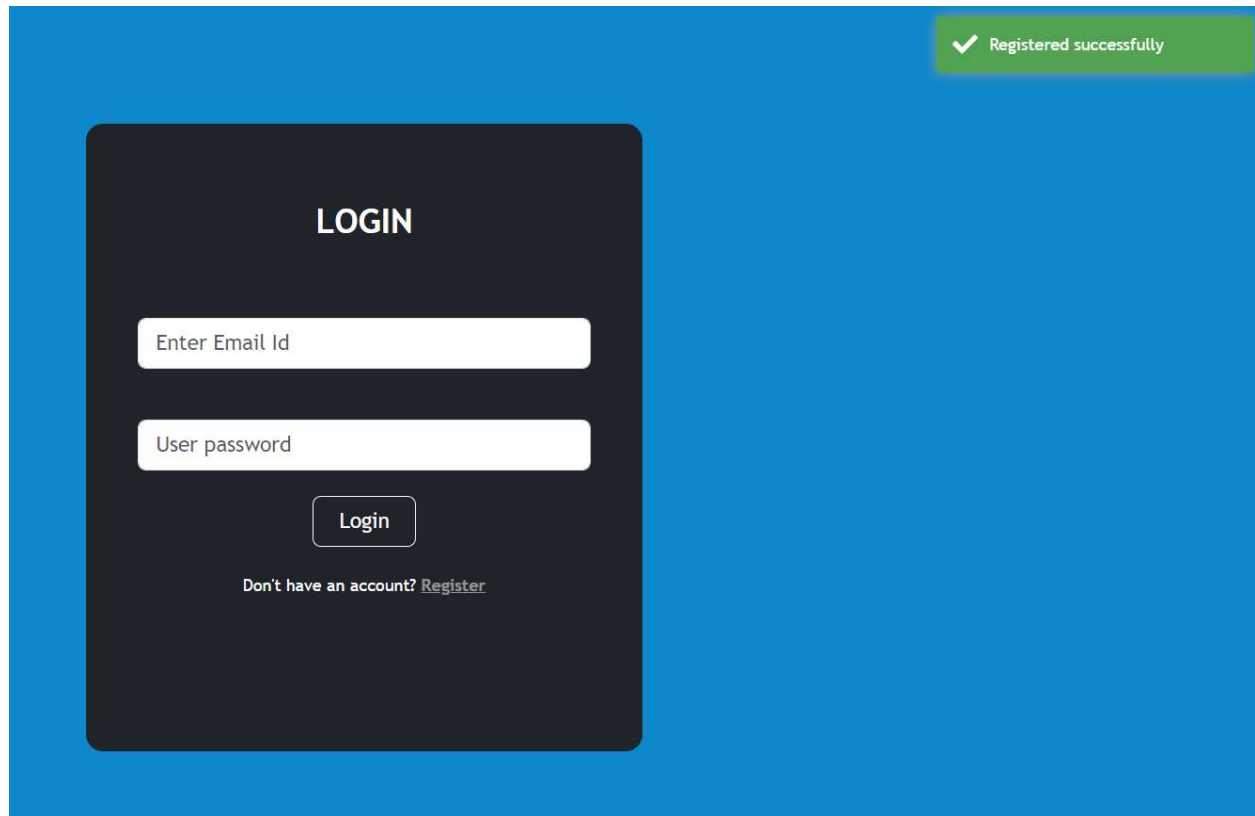 Registered successfully
LOGIN
Enter Email Id
User password
Login
Don't have an account? Register